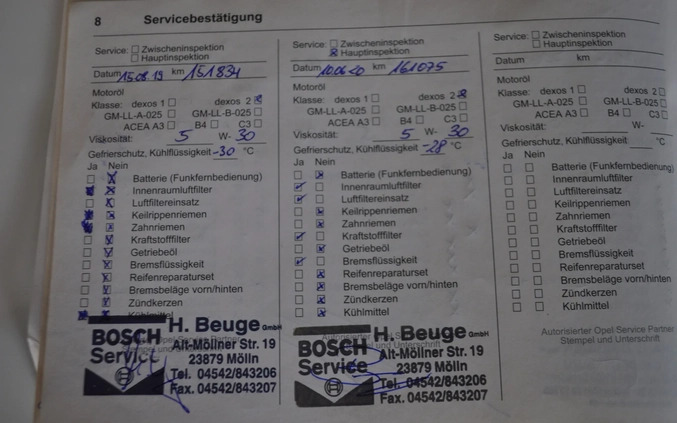 8 Servicebestätigung
Service: Zwischeninspektion
Hauptinspektion
Datum 15.08.19 km 151834
Motoröl
Klasse: dexos 1 dexos 2
GM-LL-A-025 GM-LL-B-025
ACEA A3 B4 C3
Viskosität: 5 W- 30
Gefrierschutz, Kühlflüssigkeit -30 °C
Ja Nein
Batterie (Funkfernbedienung)
Innenraumluftfilter
Luftfiltereinsatz
Keilrippenriemen
Zahnriemen
Kraftstofffilter
Getriebeöl
Bremsflüssigkeit
Reifenreparaturset
Bremsbeläge vorn/hinten
Zündkerzen
Kühlmittel
BOSCH
Service
H. Beuge GmbH
Alt-Möllner Str. 19
23879 Mölln
Tel. 04542/843206
Fax. 04542/843207
Service: Zwischeninspektion
Hauptinspektion
Datum 10.06.20 km 161075
Motoröl
Klasse: dexos 1 dexos 2
GM-LL-A-025 GM-LL-B-025
ACEA A3 B4 C3
Viskosität: 5 W- 30
Gefrierschutz, Kühlflüssigkeit -28 °C
Ja Nein
Batterie (Funkfernbedienung)
Innenraumluftfilter
Luftfiltereinsatz
Keilrippenriemen
Zahnriemen
Kraftstofffilter
Getriebeöl
Bremsflüssigkeit
Reifenreparaturset
Bremsbeläge vorn/hinten
Zündkerzen
Kühlmittel
BOSCH
Service
H. Beuge GmbH
Alt-Möllner Str. 19
23879 Mölln
Tel. 04542/843206
Fax. 04542/843207
Service: Zwischeninspektion
Hauptinspektion
Datum km
Motoröl
Klasse: dexos 1 dexos 2
GM-LL-A-025 GM-LL-B-025
ACEA A3 B4 C3
Viskosität: W-
Gefrierschutz, Kühlflüssigkeit °C
Ja Nein
Batterie (Funkfernbedienung)
Innenraumluftfilter
Luftfiltereinsatz
Keilrippenriemen
Zahnriemen
Kraftstofffilter
Getriebeöl
Bremsflüssigkeit
Reifenreparaturset
Bremsbeläge vorn/hinten
Zündkerzen
Kühlmittel
Autorisierter Opel Service Partner
Stempel und Unterschrift